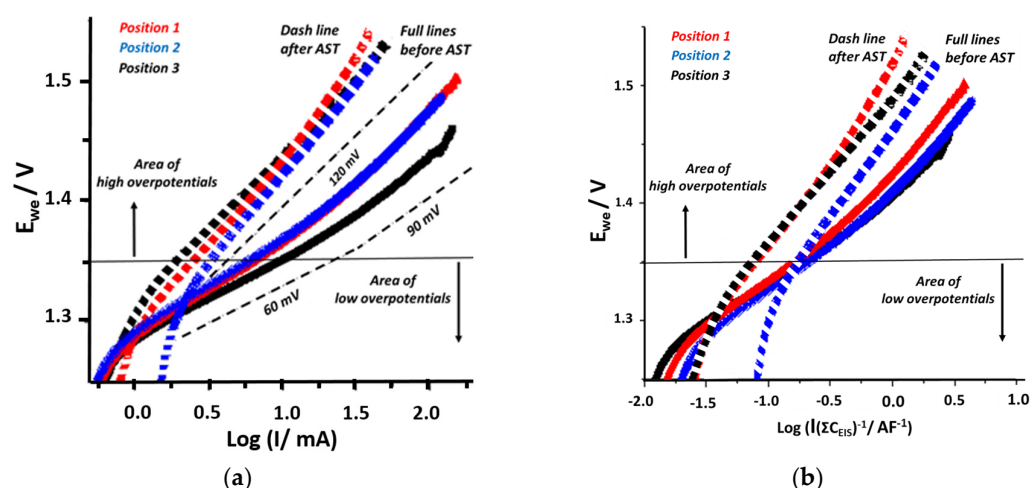 Position 1
Position 2
Position 3
Dash line
after AST
Full lines
before AST
1.5
1.4
1.3
E_we / V
Area of
high overpotentials
120 mV
90 mV
60 mV
Area of
low overpotentials
0.0 0.5 1.0 1.5 2.0
Log (I/ mA)
(a)
Position 1
Position 2
Position 3
Dash line
after AST
Full lines
before AST
1.5
1.4
1.3
E_we / V
Area of
high overpotentials
Area of
low overpotentials
-2.0 -1.5 -1.0 -0.5 0.0 0.5 1.0
Log (I(ΣC_EIS)⁻¹/ AF⁻¹)
(b)